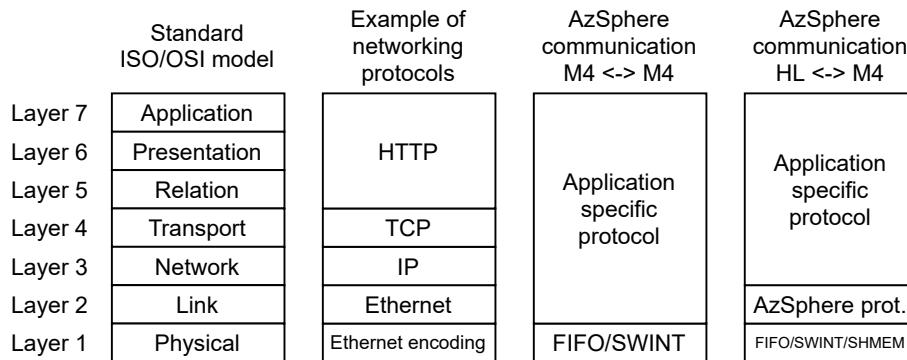 Standard
ISO/OSI model
Example of
networking
protocols
AzSphere
communication
M4 <-> M4
AzSphere
communication
HL <-> M4
Layer 7
Application
Layer 6
Presentation
HTTP
Layer 5
Relation
Application
specific
protocol
Application
specific
protocol
Layer 4
Transport
TCP
Layer 3
Network
IP
Layer 2
Link
Ethernet
AzSphere prot.
Layer 1
Physical
Ethernet encoding
FIFO/SWINT
FIFO/SWINT/SHMEM